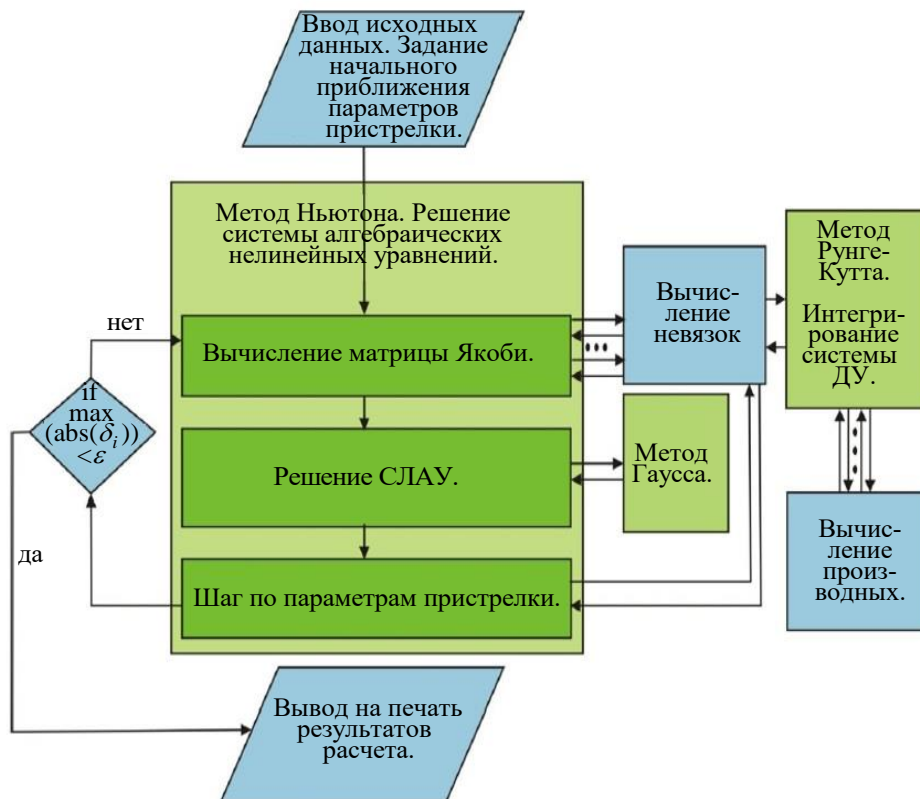 Ввод исходных
данных. Задание
начального
приближения
параметров
пристрелки.
Метод Ньютона. Решение
системы алгебраических
нелинейных уравнений.
Вычисление матрицы Якоби.
Решение СЛАУ.
Шаг по параметрам пристрелки.
Вычис-
ление
невязок
Метод
Рунге-
Кутта.
Интегри-
рование
системы
ДУ.
Метод
Гаусса.
Вычис-
ление
произ-
водных.
нет
if
max
(abs(δᵢ))
<ε
да
Вывод на печать
результатов
расчета.